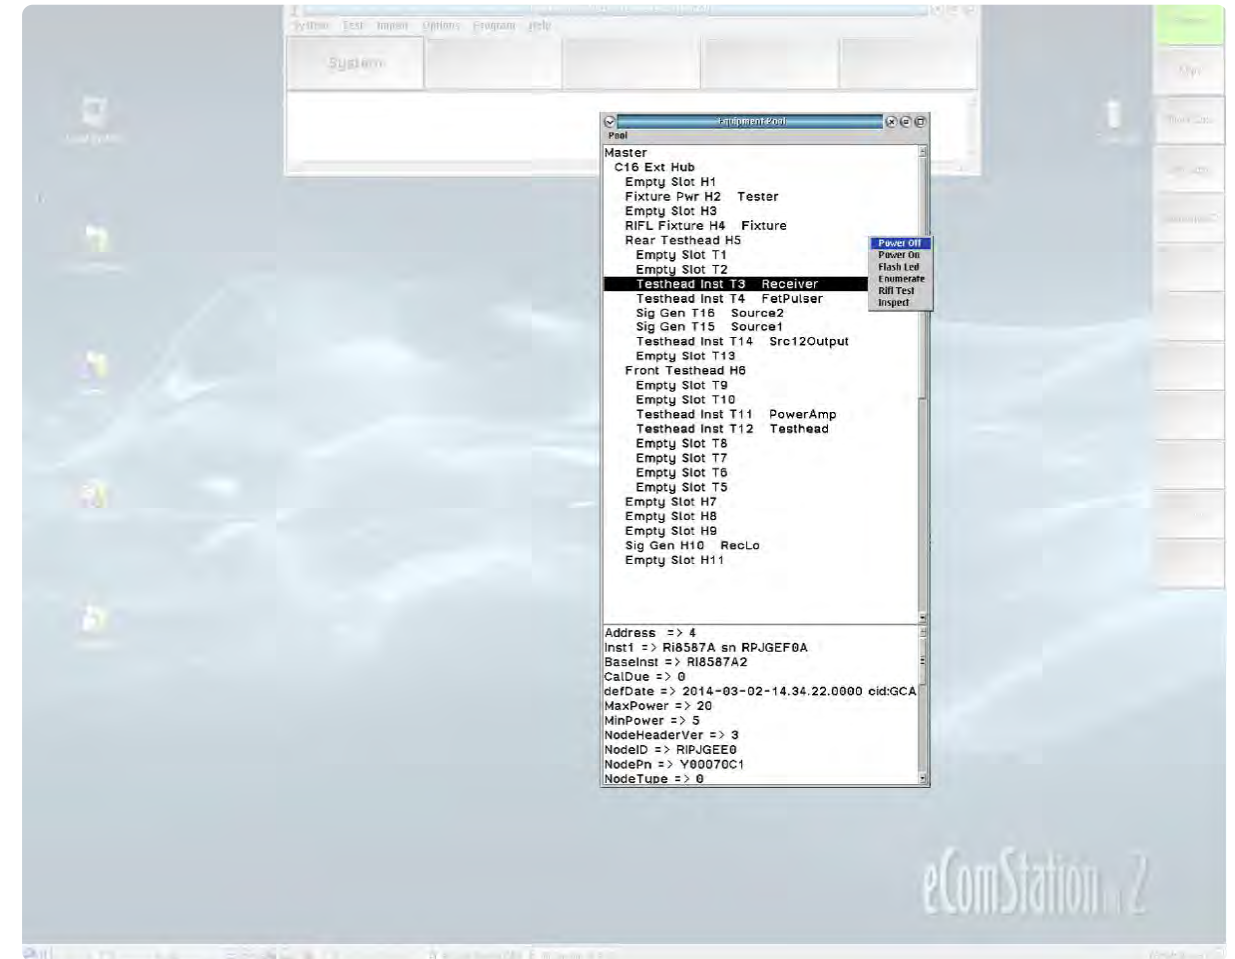 System Test Import Options Program Help
System
Equipment Pool
Pool
Master
C16 Ext Hub
Empty Slot H1
Fixture Pwr H2 Tester
Empty Slot H3
RIFL Fixture H4 Fixture
Rear Testhead H5
Empty Slot T1
Empty Slot T2
Testhead Inst T3 Receiver
Testhead Inst T4 FetPulser
Sig Gen T16 Source2
Sig Gen T15 Source1
Testhead Inst T14 Src12Output
Empty Slot T13
Front Testhead H6
Empty Slot T9
Empty Slot T10
Testhead Inst T11 PowerAmp
Testhead Inst T12 Testhead
Empty Slot T8
Empty Slot T7
Empty Slot T6
Empty Slot T5
Empty Slot H7
Empty Slot H8
Empty Slot H9
Sig Gen H10 RecLo
Empty Slot H11
Power Off
Power On
Flash Led
Enumerate
Rifl Test
Inspect
Address => 4
Inst1 => Ri8587A sn RPJGEF0A
BaseInst => RI8587A2
CalDue => 0
defDate => 2014-03-02-14.34.22.0000 cid:GCA
MaxPower => 20
MinPower => 5
NodeHeaderVer => 3
NodeID => RIPJGEE0
NodePn => Y00070C1
NodeType => 0
eComStation 2